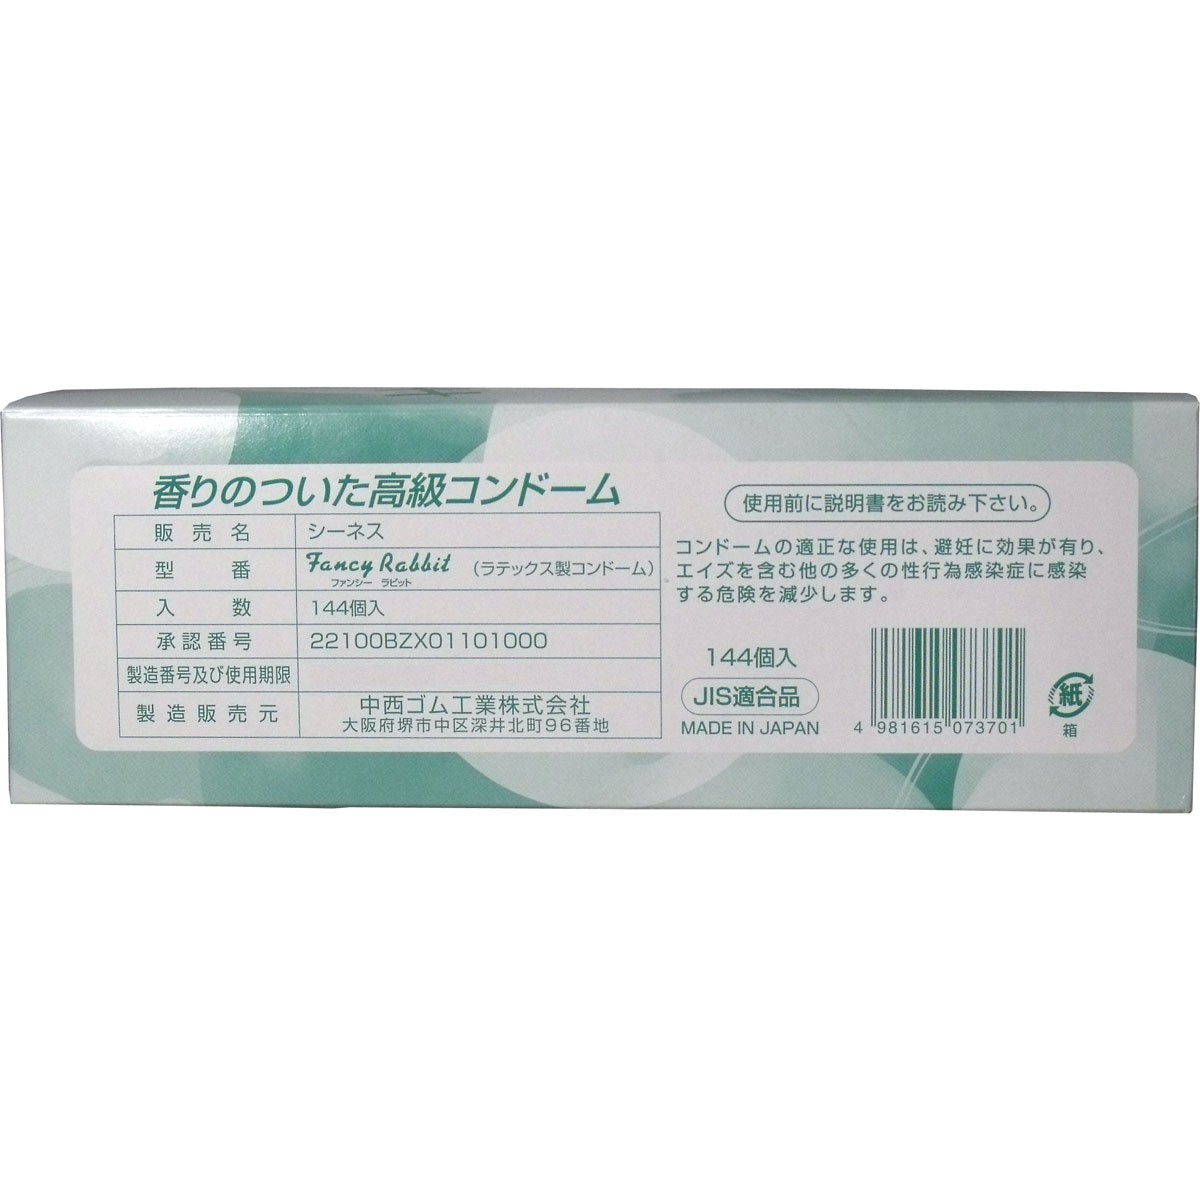 香りのついた高級コンドーム
販売名 シーネス
型番 Fancy Rabbit (ラテックス製コンドーム)
ファンシー ラビット
入数 144個入
承認番号 22100BZX01101000
製造番号及び使用期限
製造販売元 中西ゴム工業株式会社
大阪府堺市中区深井北町96番地
使用前に説明書をお読み下さい。
コンドームの適正な使用は、避妊に効果が有り、
エイズを含む他の多くの性行為感染症に感染
する危険を減少します。
144個入
JIS適合品
MADE IN JAPAN
4 981615 073701
紙
箱